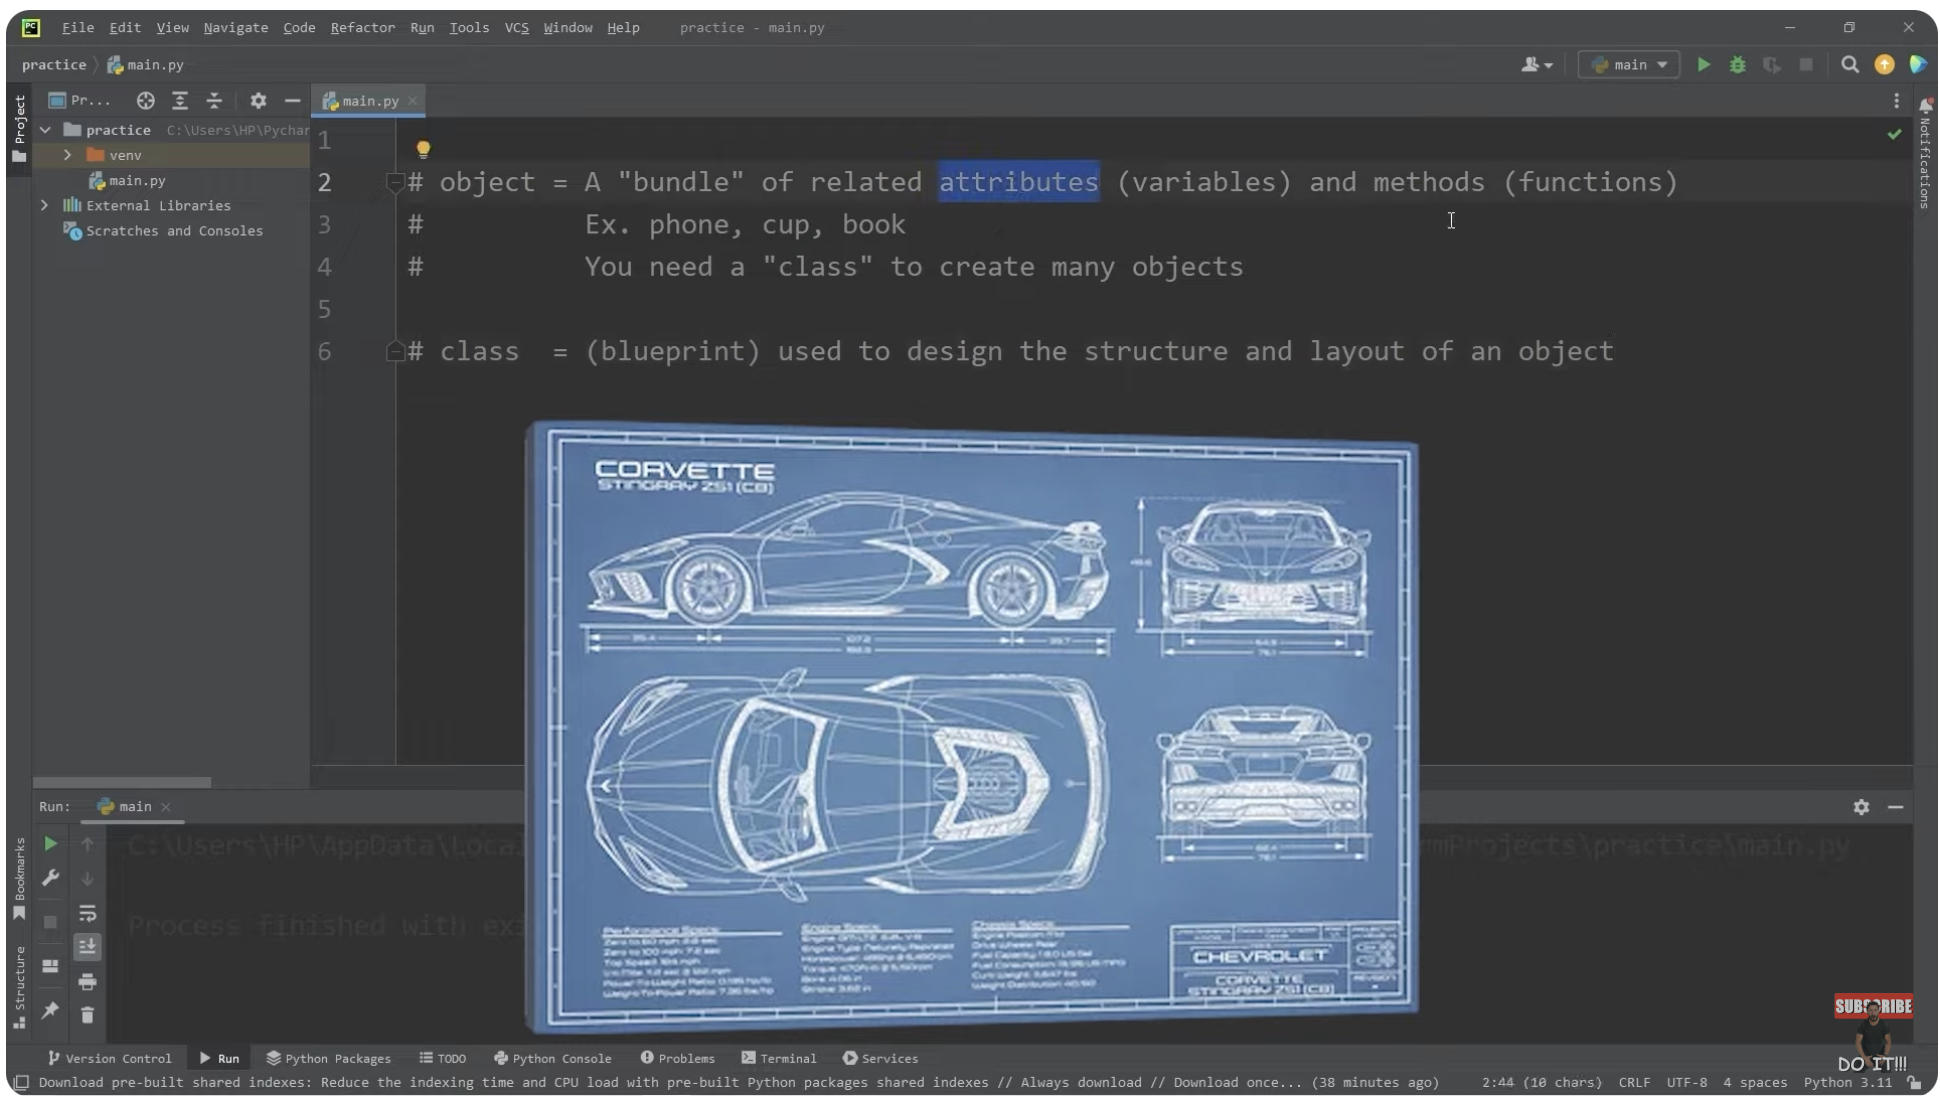 File Edit View Navigate Code Refactor Run Tools VCS Window Help practice - main.py
practice main.py main
Pr... main.py
Project
Notifications
practice C:\Users\HP\Pychar
venv
main.py
External Libraries
Scratches and Consoles
1
2 # object = A "bundle" of related attributes (variables) and methods (functions)
3 # Ex. phone, cup, book
4 # You need a "class" to create many objects
5
6 # class = (blueprint) used to design the structure and layout of an object
CORVETTE
STINGRAY Z51 (C8)
Performance Specs:
Engine Specs:
Chassis Specs:
CHEVROLET
CORVETTE
STINGRAY Z51 (C8)
Run: main
C:\Users\HP\AppData\Local
rmProjects\practice\main.py
Process finished with exi
Bookmarks
Structure
SUBSCRIBE
DO IT!!!
Version Control Run Python Packages TODO Python Console Problems Terminal Services
Download pre-built shared indexes: Reduce the indexing time and CPU load with pre-built Python packages shared indexes // Always download // Download once... (38 minutes ago) 2:44 (10 chars) CRLF UTF-8 4 spaces Python 3.11